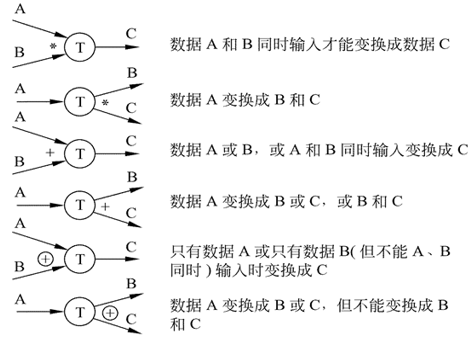 A
B
*
T
C
数据 A 和 B 同时输入才能变换成数据 C
A
T
*
B
C
数据 A 变换成 B 和 C
A
B
+
T
C
数据 A 或 B，或 A 和 B 同时输入变换成 C
A
T
+
B
C
数据 A 变换成 B 或 C，或 B 和 C
A
B
⊕
T
C
只有数据 A 或只有数据 B( 但不能 A、B
同时 ) 输入时变换成 C
A
T
⊕
B
C
数据 A 变换成 B 或 C，但不能变换成 B
和 C